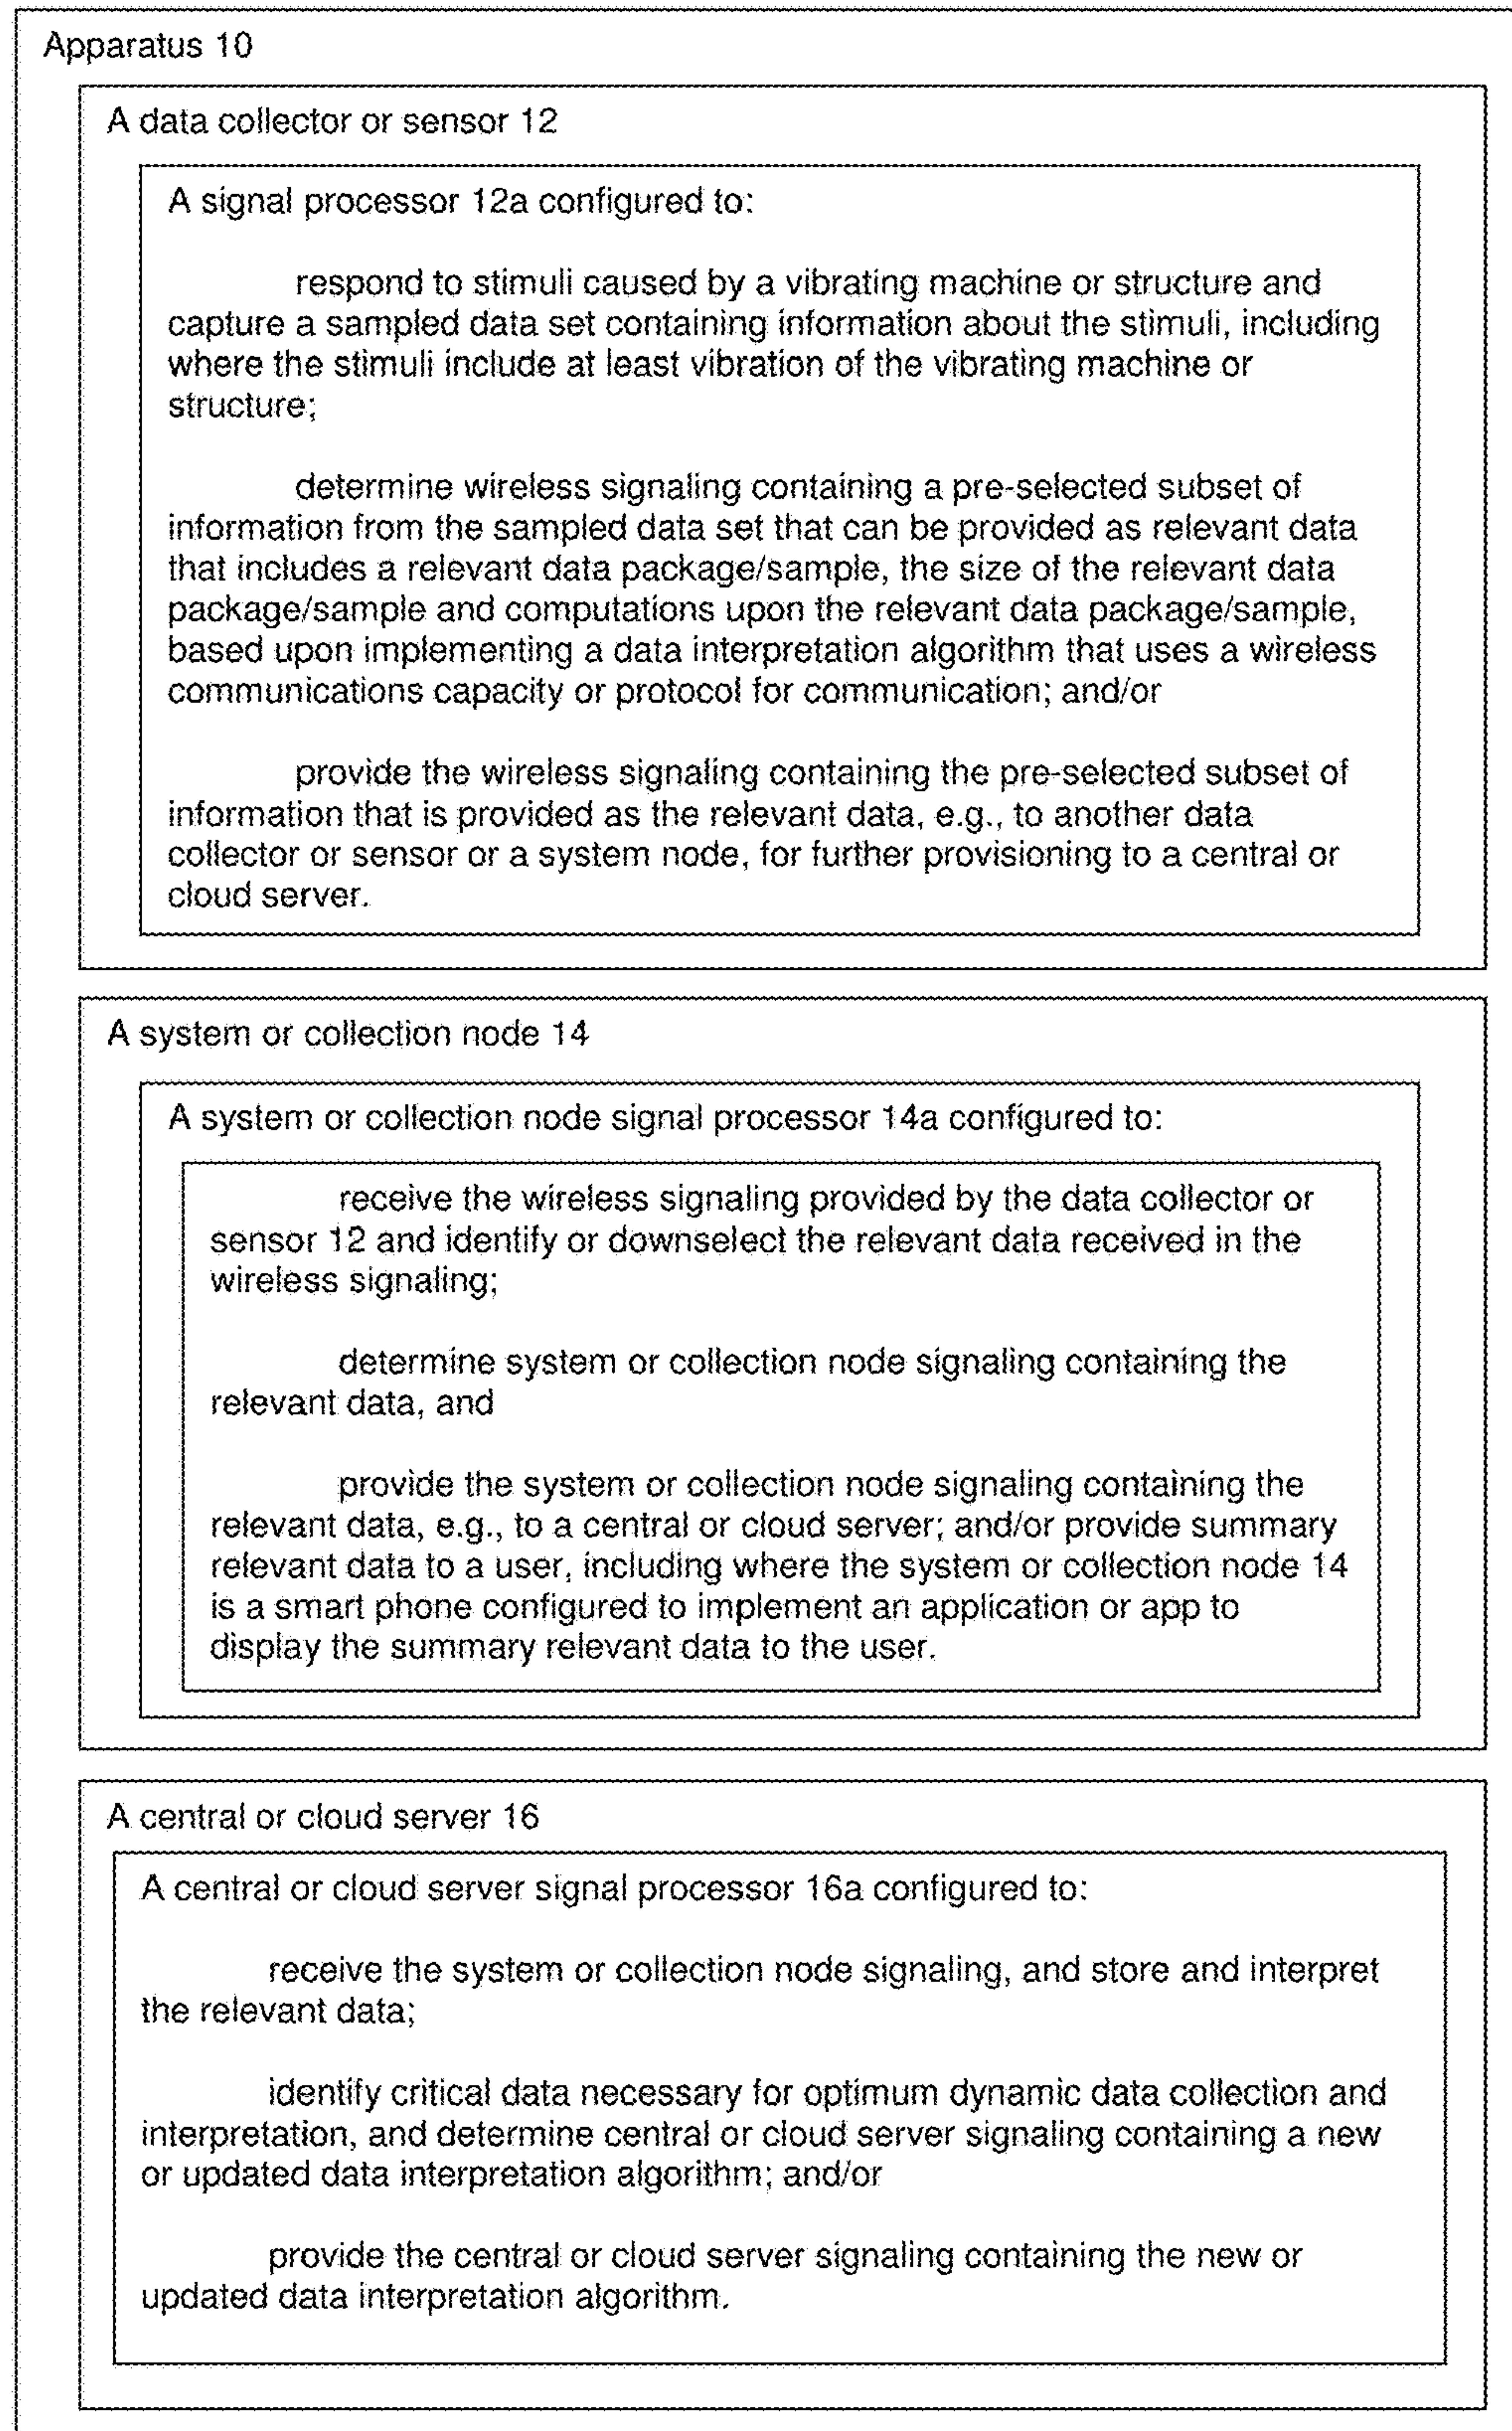 Apparatus 10
A data collector or sensor 12
A signal processor 12a configured to:
respond to stimuli caused by a vibrating machine or structure and
capture a sampled data set containing information about the stimuli, including
where the stimuli include at least vibration of the vibrating machine or
structure;
determine wireless signaling containing a pre-selected subset of
information from the sampled data set that can be provided as relevant data
that includes a relevant data package/sample, the size of the relevant data
package/sample and computations upon the relevant data package/sample,
based upon implementing a data interpretation algorithm that uses a wireless
communications capacity or protocol for communication; and/or
provide the wireless signaling containing the pre-selected subset of
information that is provided as the relevant data, e.g., to another data
collector or sensor or a system node, for further provisioning to a central or
cloud server.
A system or collection node 14
A system or collection node signal processor 14a configured to:
receive the wireless signaling provided by the data collector or
sensor 12 and identify or downselect the relevant data received in the
wireless signaling;
determine system or collection node signaling containing the
relevant data, and
provide the system or collection node signaling containing the
relevant data, e.g., to a central or cloud server; and/or provide summary
relevant data to a user, including where the system or collection node 14
is a smart phone configured to implement an application or app to
display the summary relevant data to the user.
A central or cloud server 16
A central or cloud server signal processor 16a configured to:
receive the system or collection node signaling, and store and interpret
the relevant data;
identify critical data necessary for optimum dynamic data collection and
interpretation, and determine central or cloud server signaling containing a new
or updated data interpretation algorithm; and/or
provide the central or cloud server signaling containing the new or
updated data interpretation algorithm.